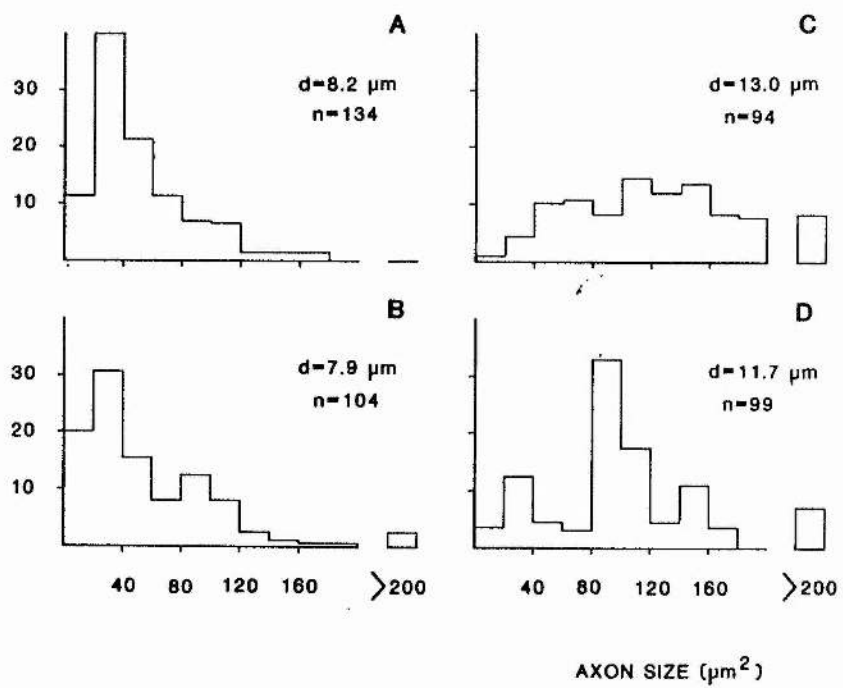 A
30
20
10
d=8.2 µm
n=134
C
d=13.0 µm
n=94
B
30
20
10
d=7.9 µm
n=104
40 80 120 160 >200
D
d=11.7 µm
n=99
40 80 120 160 >200
AXON SIZE (µm²)